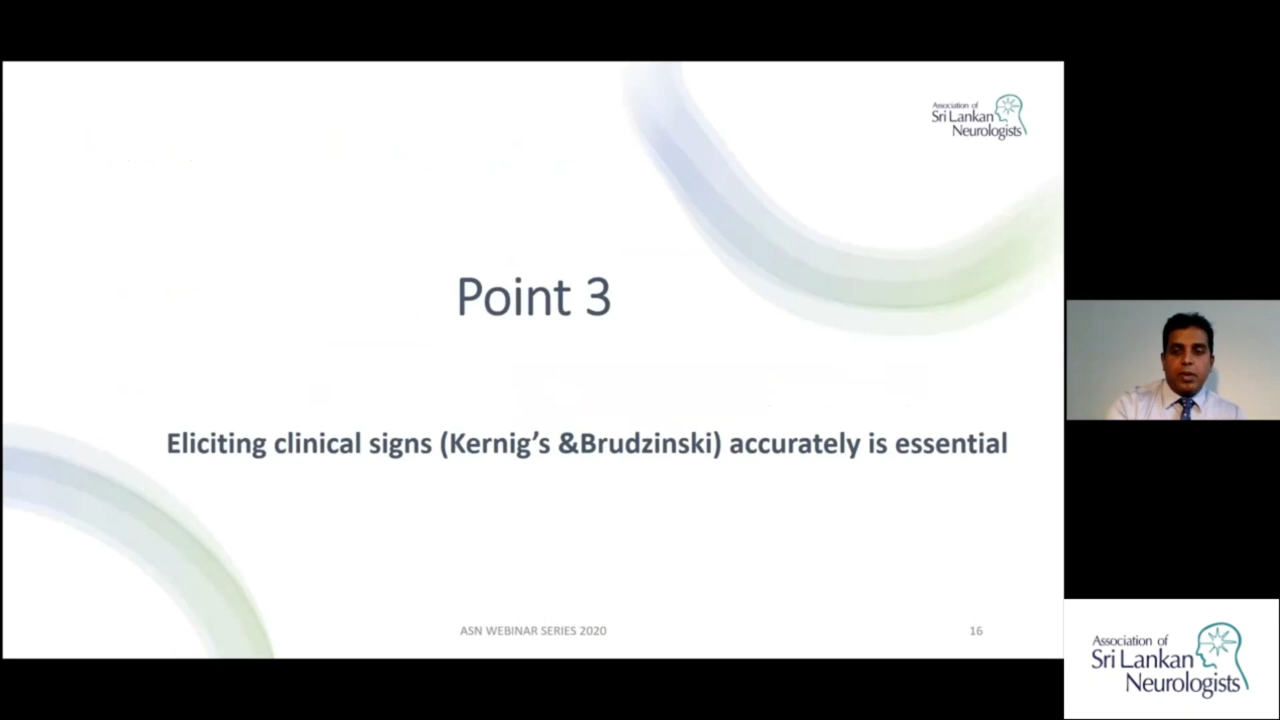 Association of
Sri Lankan
Neurologists
Point 3
Eliciting clinical signs (Kernig’s &Brudzinski) accurately is essential
ASN WEBINAR SERIES 2020
16
Association of
Sri Lankan
Neurologists